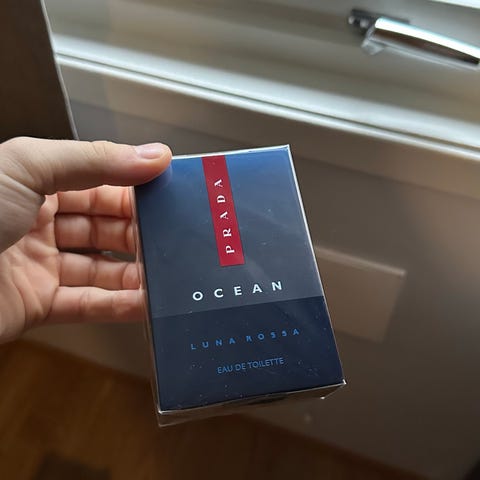 PRADA
OCEAN
LUNA ROSSA
EAU DE TOILETTE